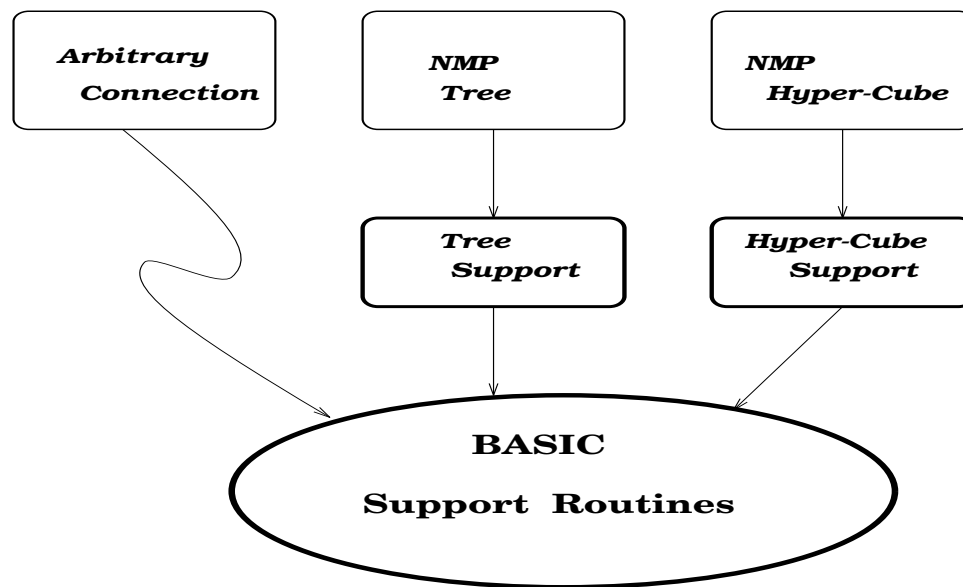 Arbitrary
Connection
NMP
Tree
NMP
Hyper-Cube
Tree
Support
Hyper-Cube
Support
BASIC
Support Routines